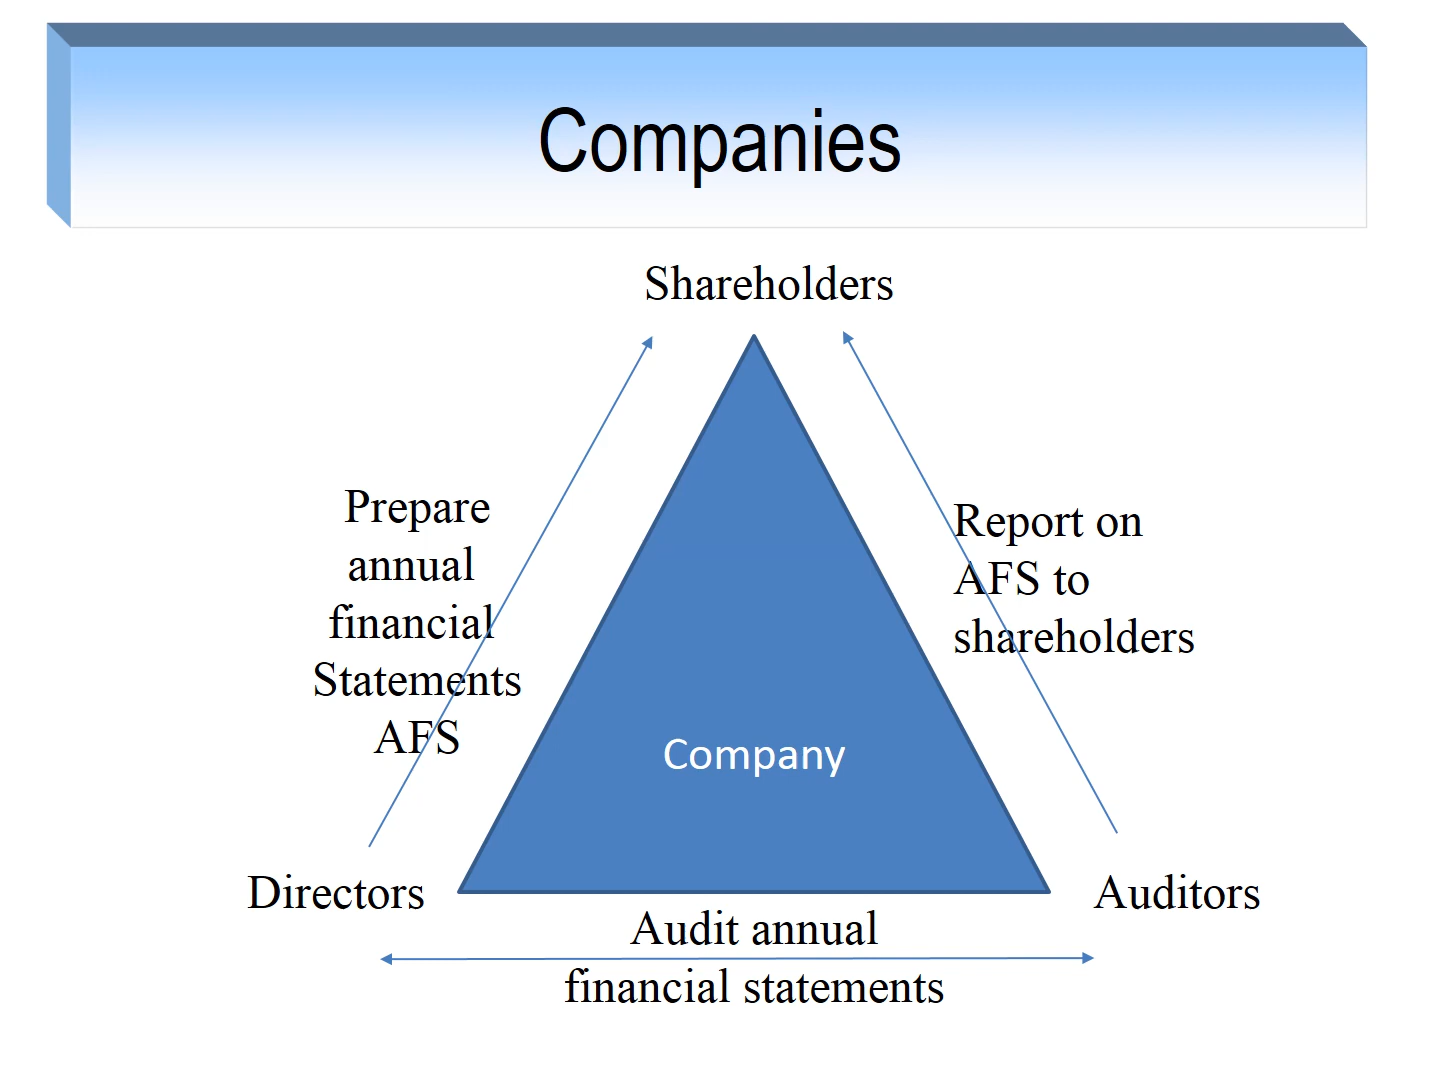 Companies
Shareholders
Prepare
annual
financial
Statements
AFS
Report on
AFS to
shareholders
Company
Directors
Auditors
Audit annual
financial statements